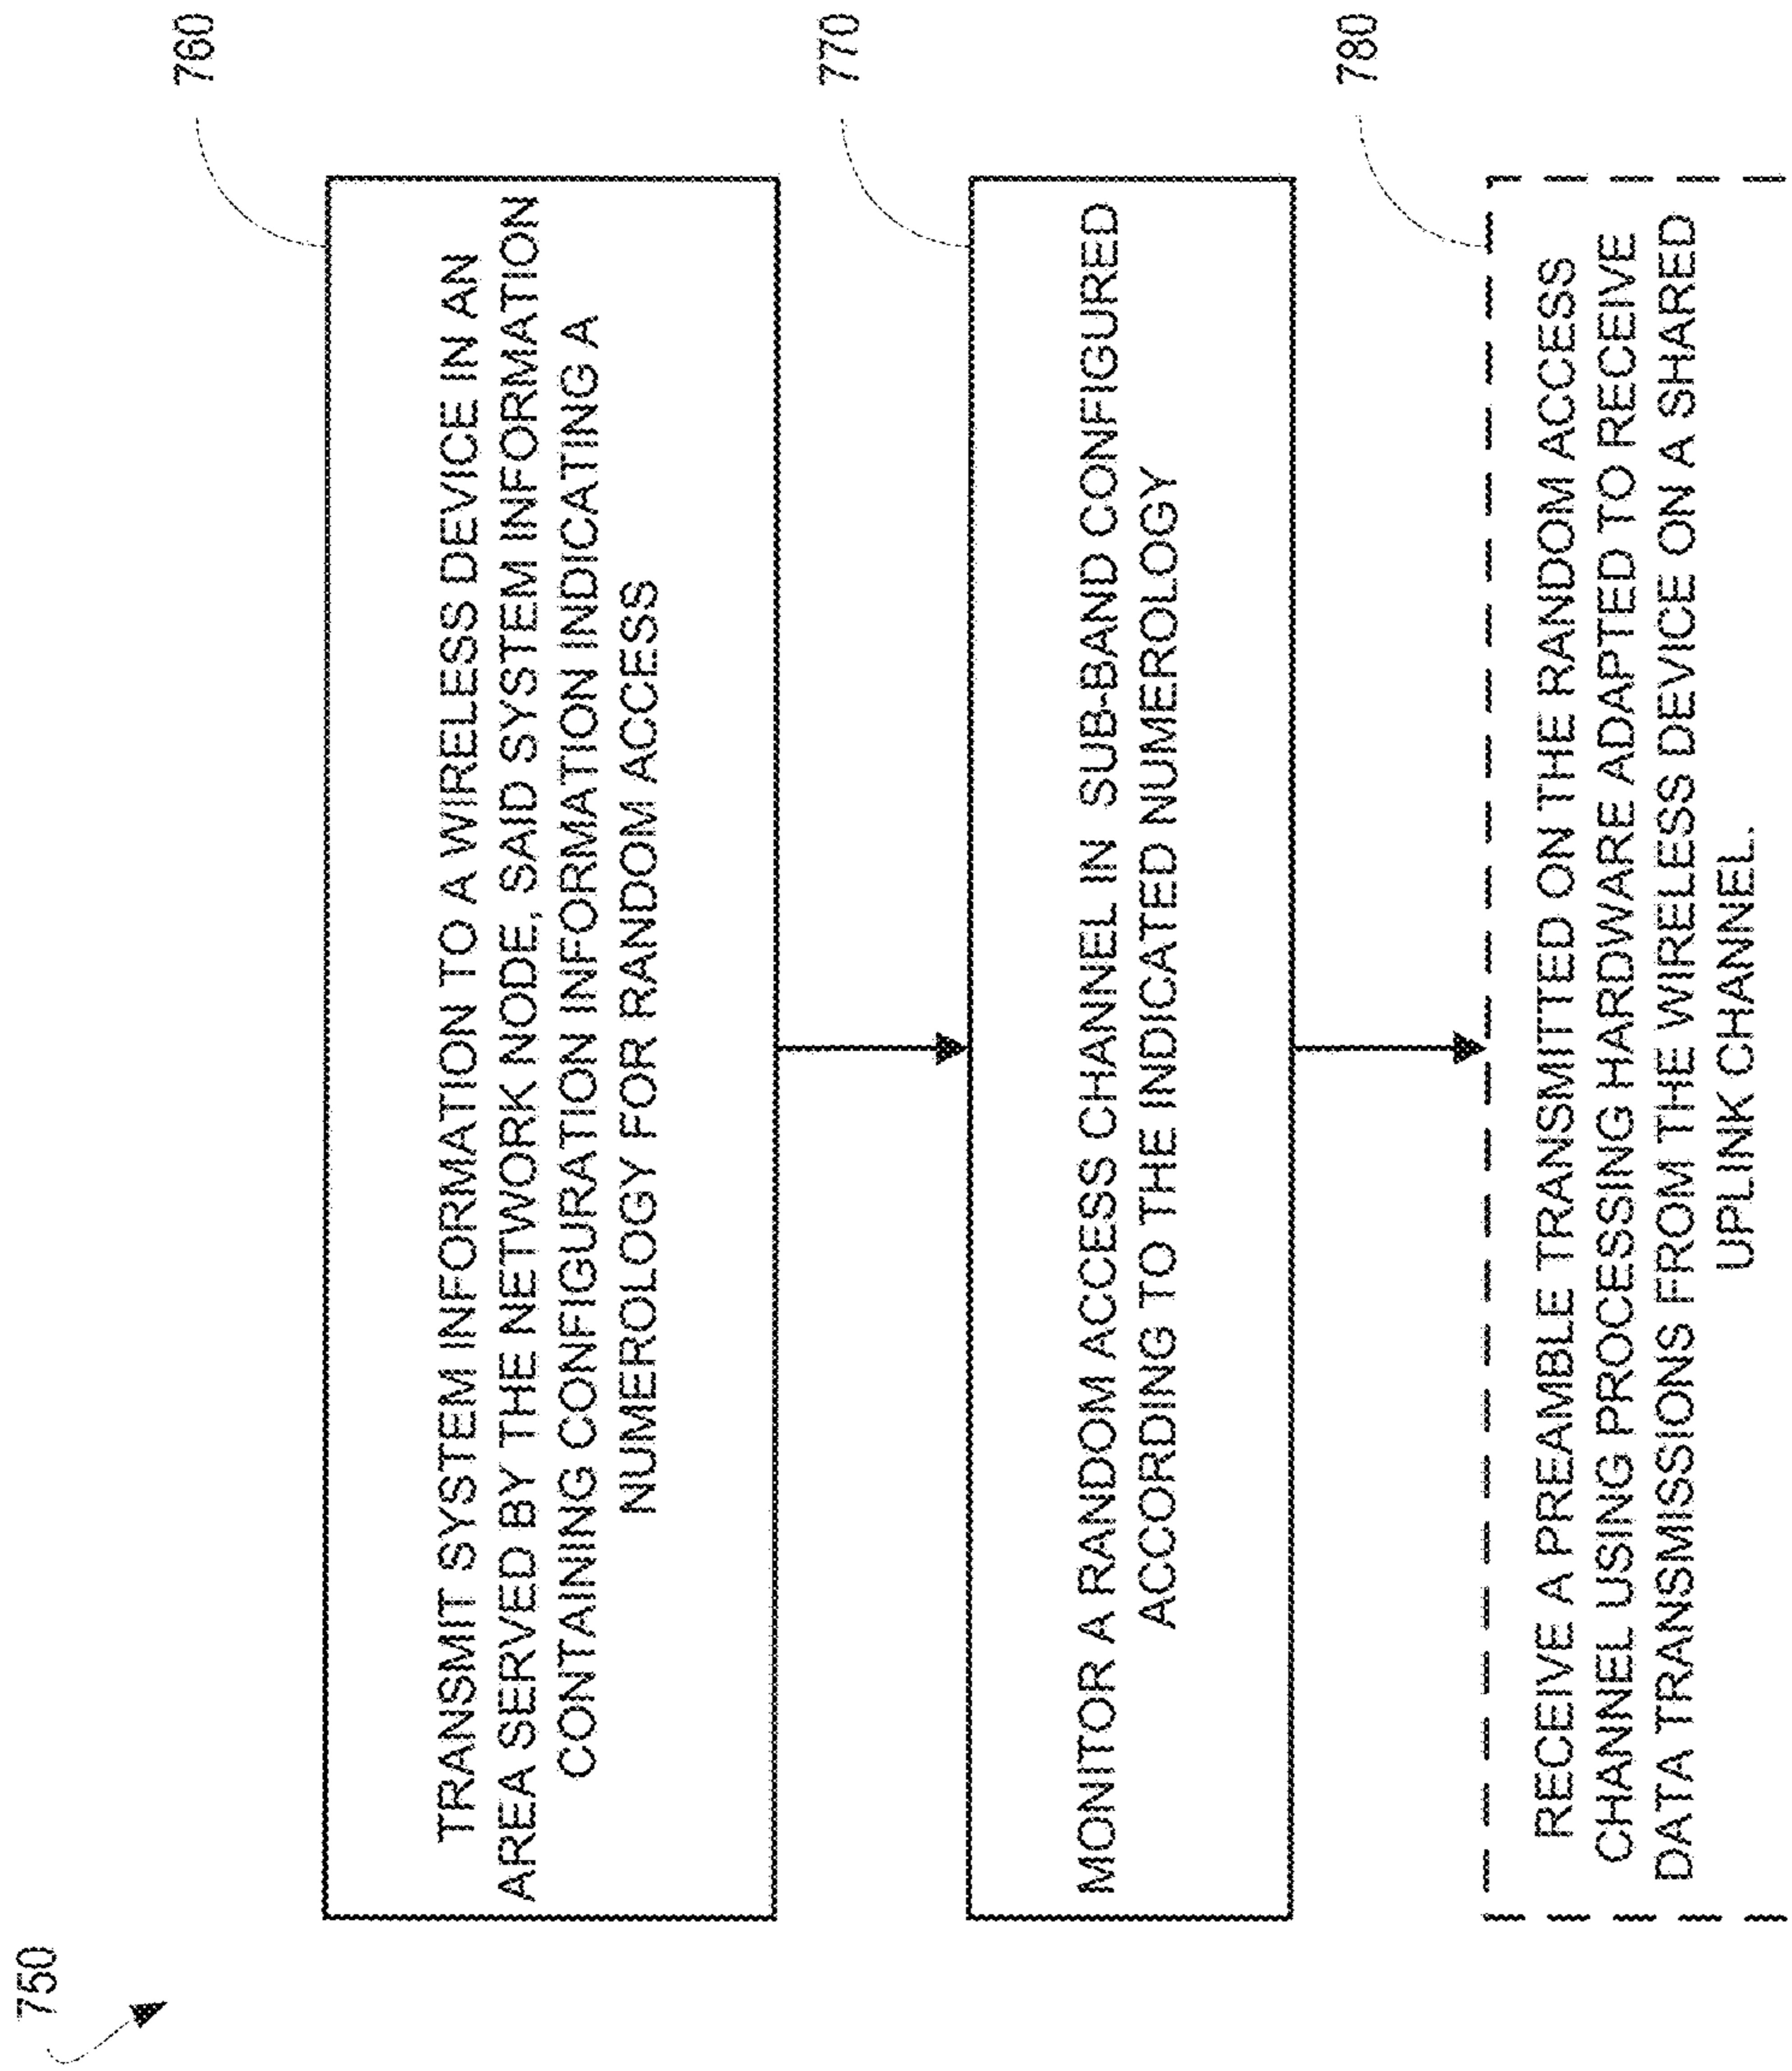 750
760
TRANSMIT SYSTEM INFORMATION TO A WIRELESS DEVICE IN AN
AREA SERVED BY THE NETWORK NODE, SAID SYSTEM INFORMATION
CONTAINING CONFIGURATION INFORMATION INDICATING A
NUMEROLOGY FOR RANDOM ACCESS
770
MONITOR A RANDOM ACCESS CHANNEL IN SUB-BAND CONFIGURED
ACCORDING TO THE INDICATED NUMEROLOGY
780
RECEIVE A PREAMBLE TRANSMITTED ON THE RANDOM ACCESS
CHANNEL USING PROCESSING HARDWARE ADAPTED TO RECEIVE
DATA TRANSMISSIONS FROM THE WIRELESS DEVICE ON A SHARED
UPLINK CHANNEL.